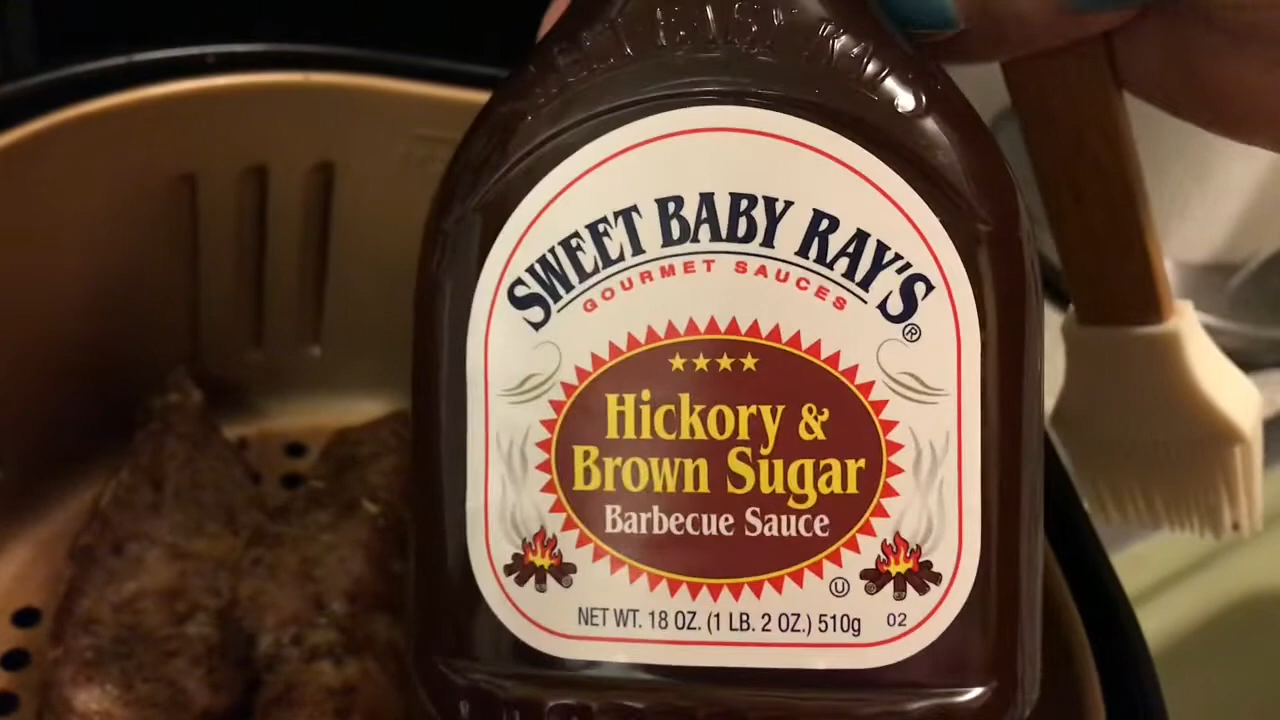 SWEET BABY RAY'S®
GOURMET SAUCES
Hickory &
Brown Sugar
Barbecue Sauce
U
NET WT. 18 OZ. (1 LB. 2 OZ.) 510g 02